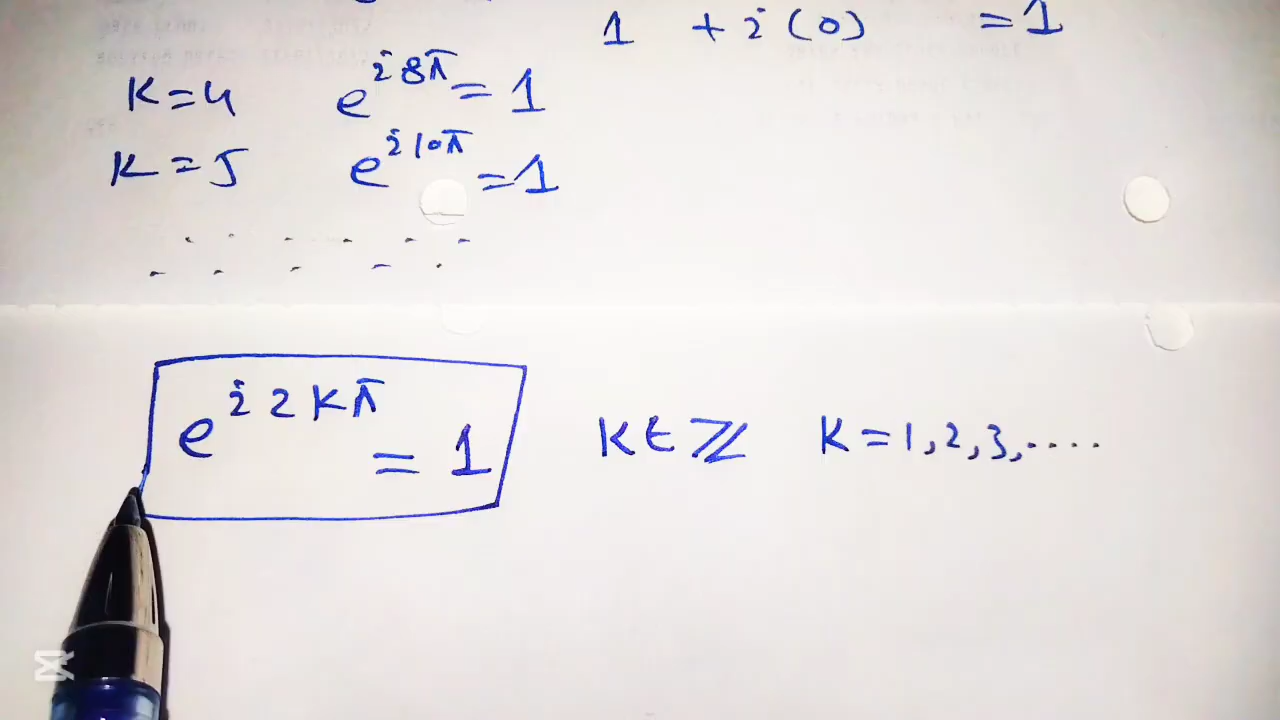 1 + i (0) = 1
K=4 e^{i8π} = 1
K=5 e^{i10π} = 1
e^{i2Kπ} = 1 K∈ℤ K=1,2,3,....